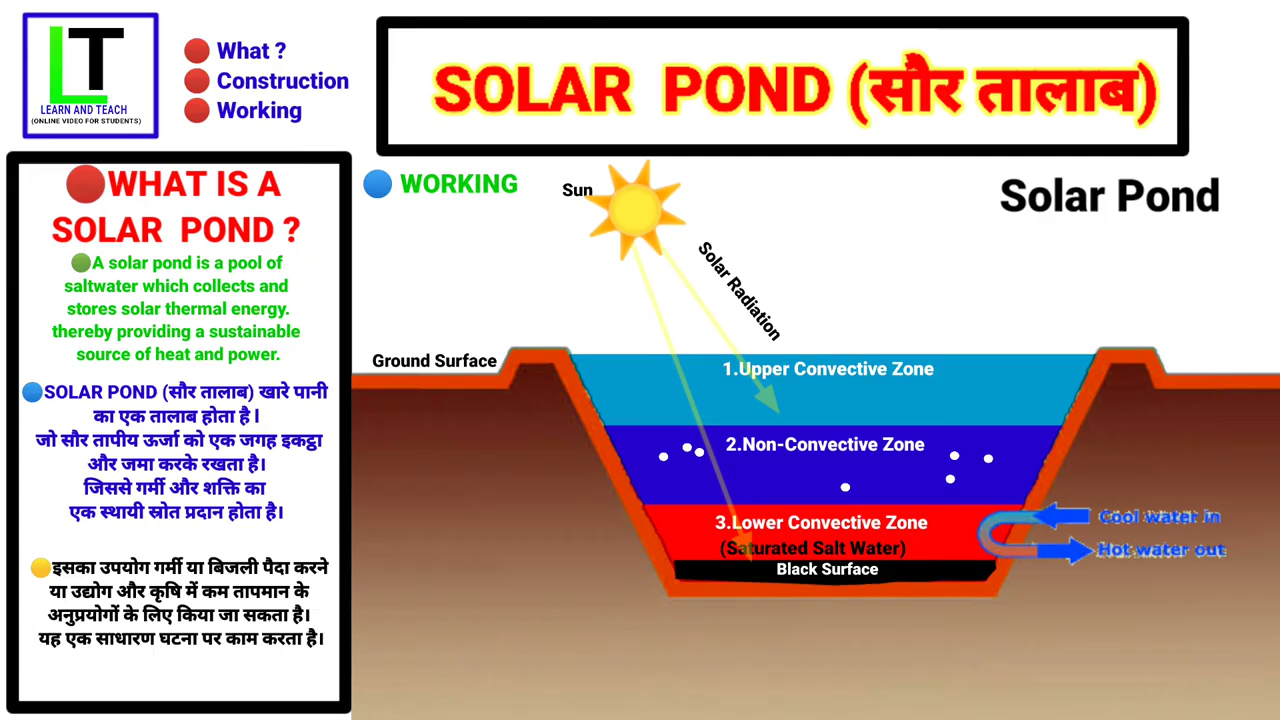 LT
LEARN AND TEACH
(ONLINE VIDEO FOR STUDENTS)
What ?
Construction
Working
SOLAR POND (सौर तालाब)
WHAT IS A
SOLAR POND ?
A solar pond is a pool of
saltwater which collects and
stores solar thermal energy.
thereby providing a sustainable
source of heat and power.
SOLAR POND (सौर तालाब) खारे पानी
का एक तालाब होता है।
जो सौर तापीय ऊर्जा को एक जगह इकट्ठा
और जमा करके रखता है।
जिससे गर्मी और शक्ति का
एक स्थायी स्रोत प्रदान होता है।
इसका उपयोग गर्मी या बिजली पैदा करने
या उद्योग और कृषि में कम तापमान के
अनुप्रयोगों के लिए किया जा सकता है।
यह एक साधारण घटना पर काम करता है।
WORKING
Sun
Solar Pond
Solar Radiation
Ground Surface
1.Upper Convective Zone
2.Non-Convective Zone
3.Lower Convective Zone
(Saturated Salt Water)
Black Surface
Cool water in
Hot water out